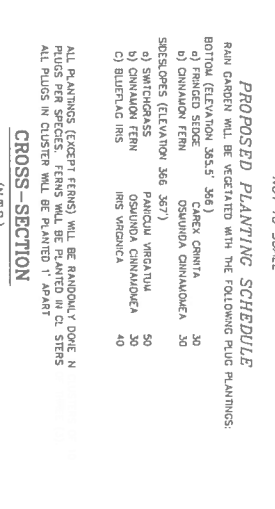 PROPOSED PLANTING SCHEDULE
RAIN GARDEN WILL BE VEGETATED WITH THE FOLLOWING PLUG PLANTINGS:
BOTTOM (ELEVATION 365.5' 366')
a) FRINGED SEDGE CAREX CRINITA 30
b) CINNAMON FERN OSMUNDA CINNAMOMEA 30
SIDESLOPES (ELEVATION 366 367')
a) SWITCHGRASS PANICUM VIRGATUM 50
b) CINNAMON FERN OSMUNDA CINNAMOMEA 30
C) BLUEFLAG IRIS IRIS VIRGINICA 40
ALL PLANTINGS (EXCEPT FERNS) WILL BE RANDOMLY DONE N
PLUGS PER SPECIES. FERNS WILL BE PLANTED IN CL STERS
ALL PLUGS IN CLUSTER WILL BE PLANTED 1' APART
CROSS-SECTION